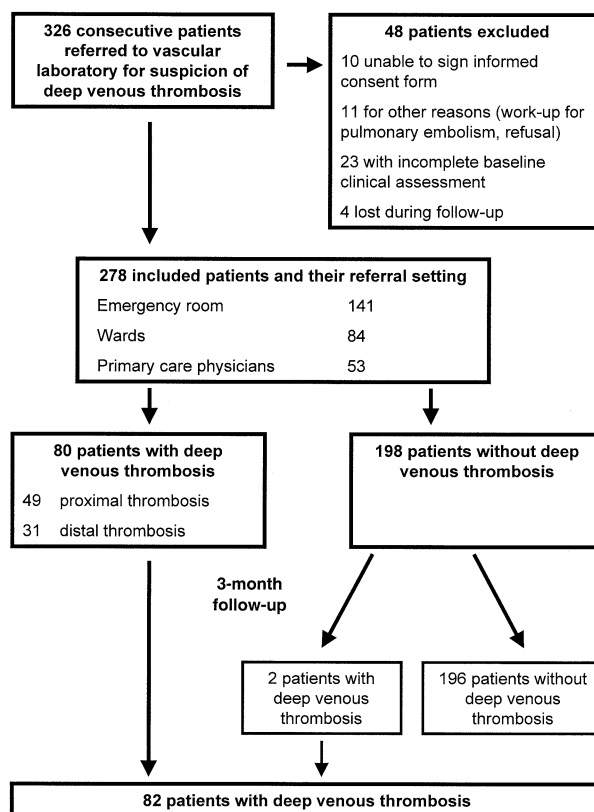 326 consecutive patients
referred to vascular
laboratory for suspicion of
deep venous thrombosis
48 patients excluded
10 unable to sign informed
consent form
11 for other reasons (work-up for
pulmonary embolism, refusal)
23 with incomplete baseline
clinical assessment
4 lost during follow-up
278 included patients and their referral setting
Emergency room 141
Wards 84
Primary care physicians 53
80 patients with deep
venous thrombosis
49 proximal thrombosis
31 distal thrombosis
198 patients without deep
venous thrombosis
3-month
follow-up
2 patients with
deep venous
thrombosis
196 patients without
deep venous
thrombosis
82 patients with deep venous thrombosis